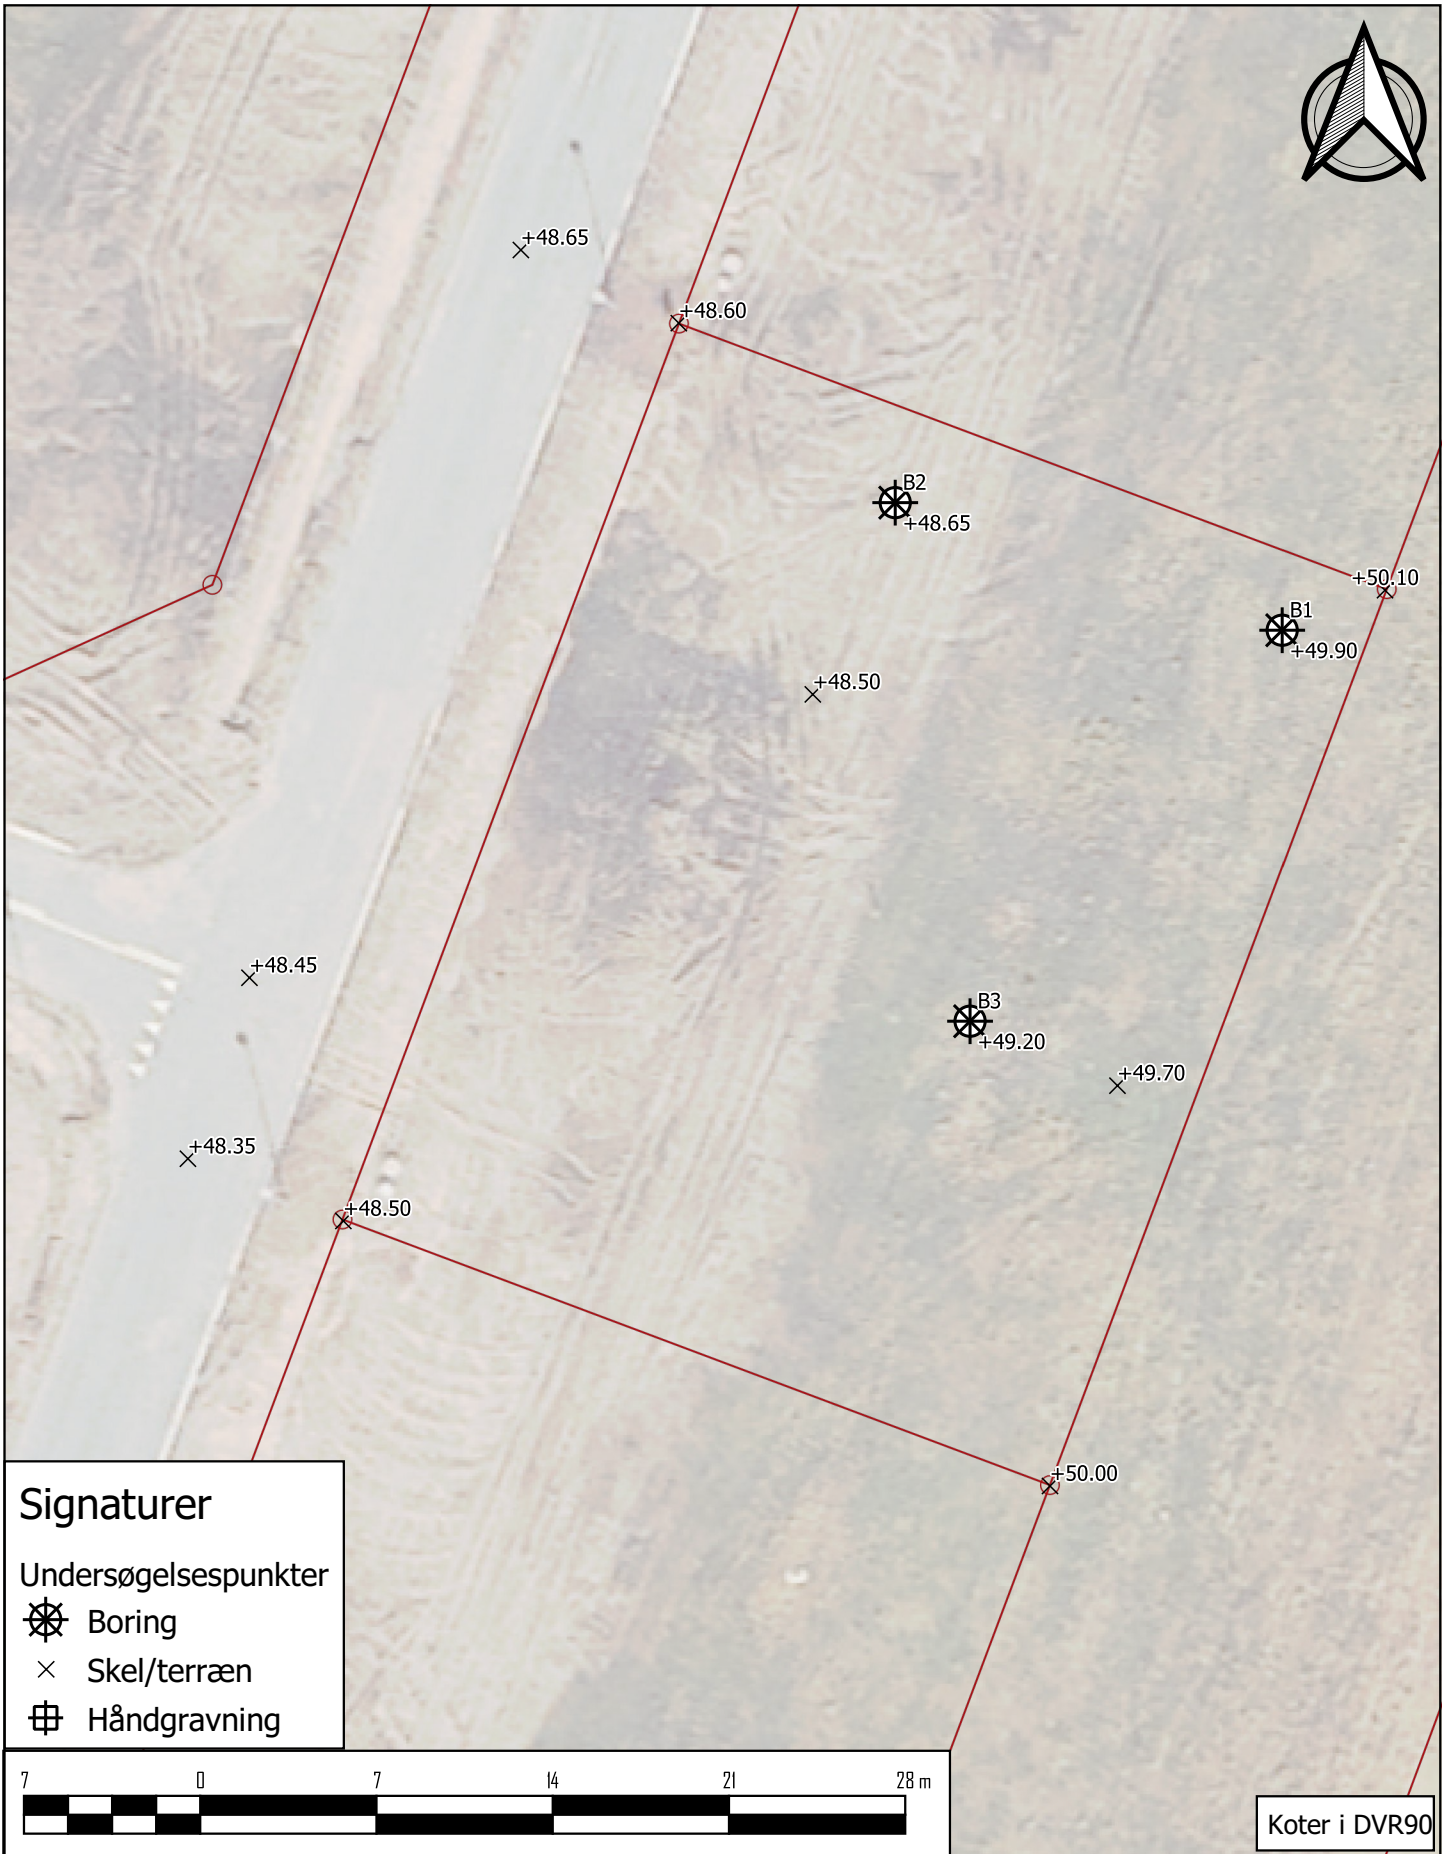 +48.65
+48.60
B2
+48.65
+50.10
B1
+49.90
+48.50
+48.45
B3
+49.20
+49.70
+48.35
+48.50
+50.00
Signaturer
Undersøgelsespunkter
Boring
Skel/terræn
Håndgravning
7 0 7 14 21 28 m
Koter i DVR90